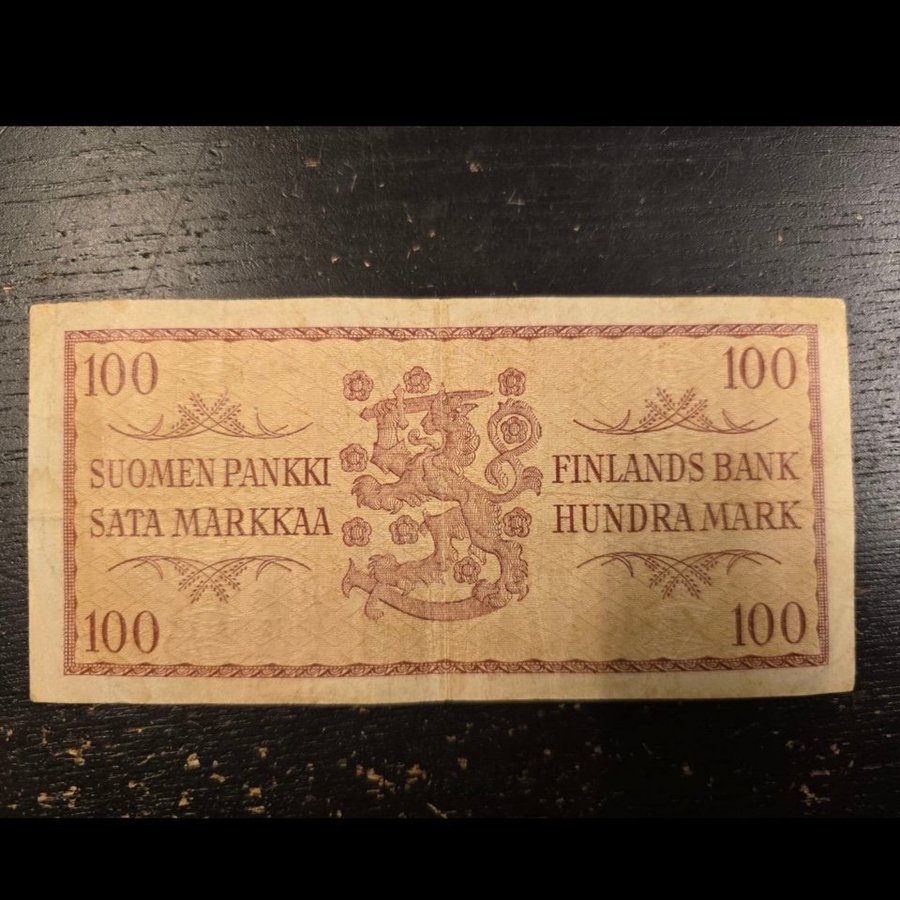 100
100
SUOMEN PANKKI
SATA MARKKAA
FINLANDS BANK
HUNDRA MARK
100
100